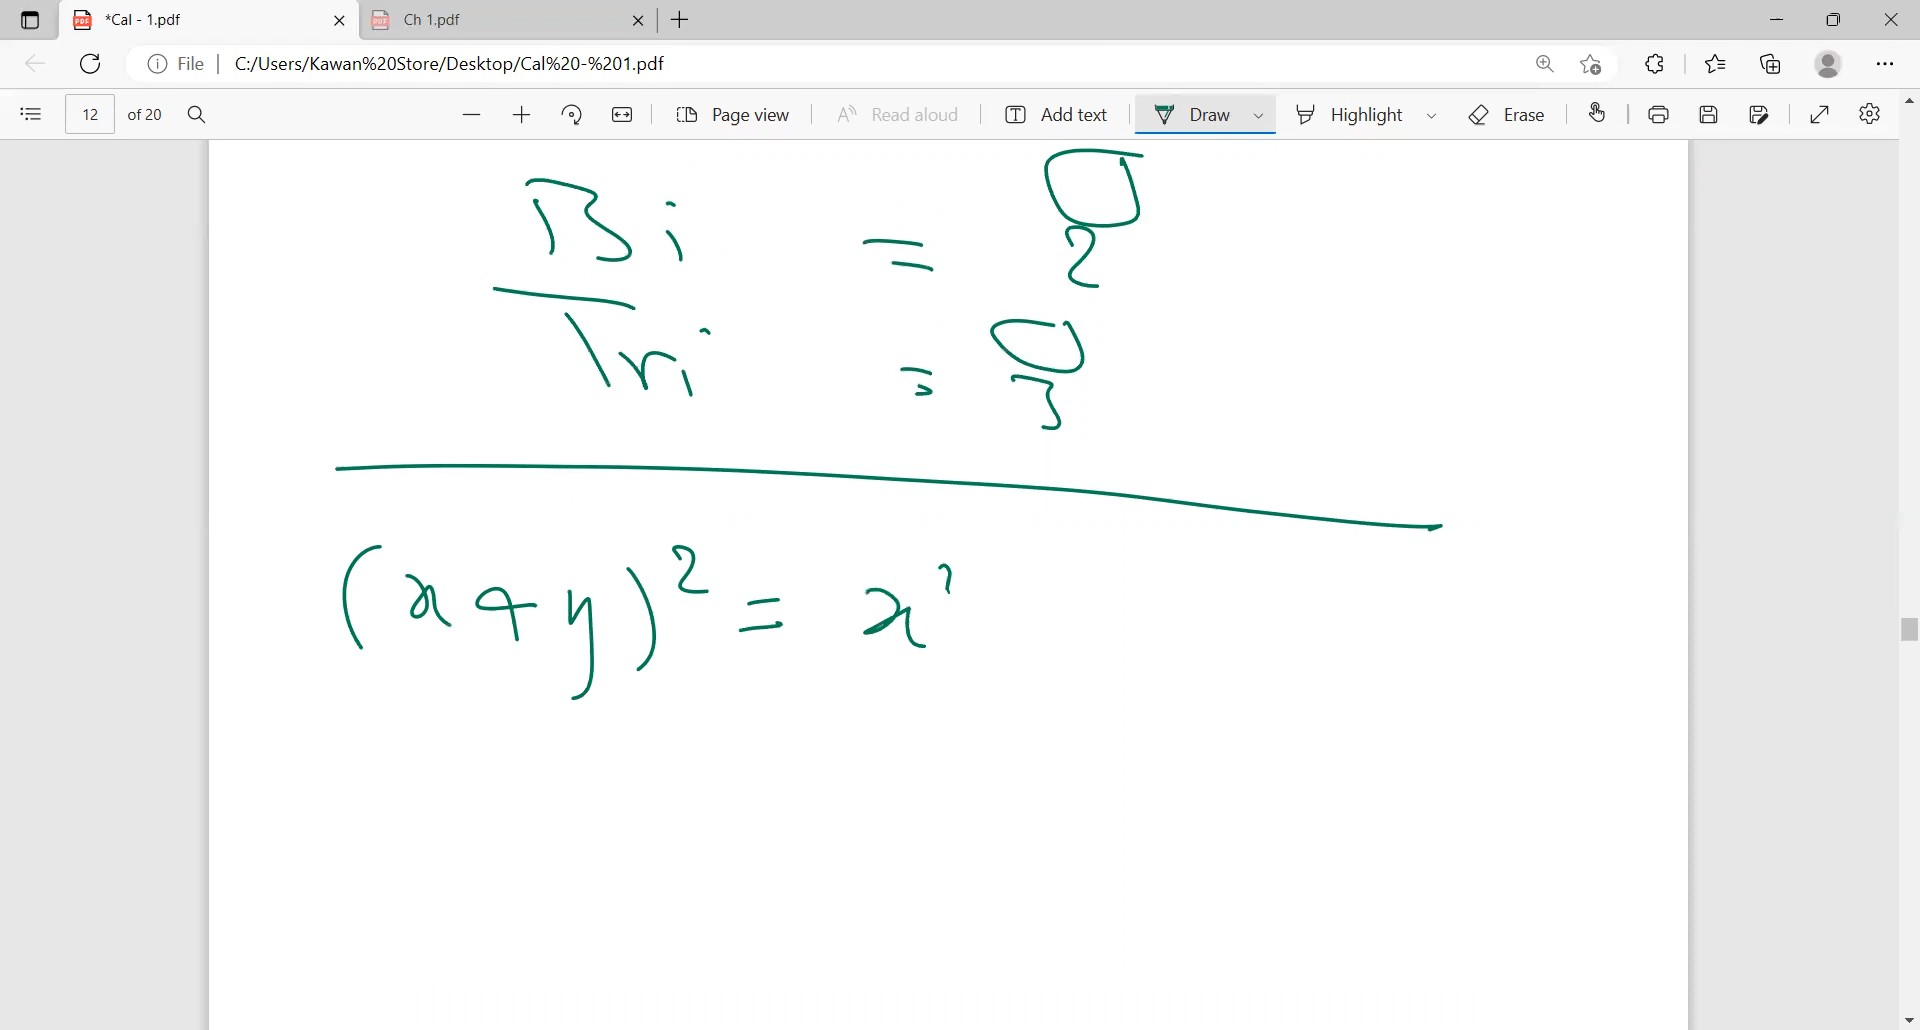 *Cal - 1.pdf
Ch 1.pdf
File
C:/Users/Kawan%20Store/Desktop/Cal%20-%201.pdf
12 of 20
Page view
Read aloud
Add text
Draw
Highlight
Erase
Bi = 2
Tri = 3
(x+y)² = x²